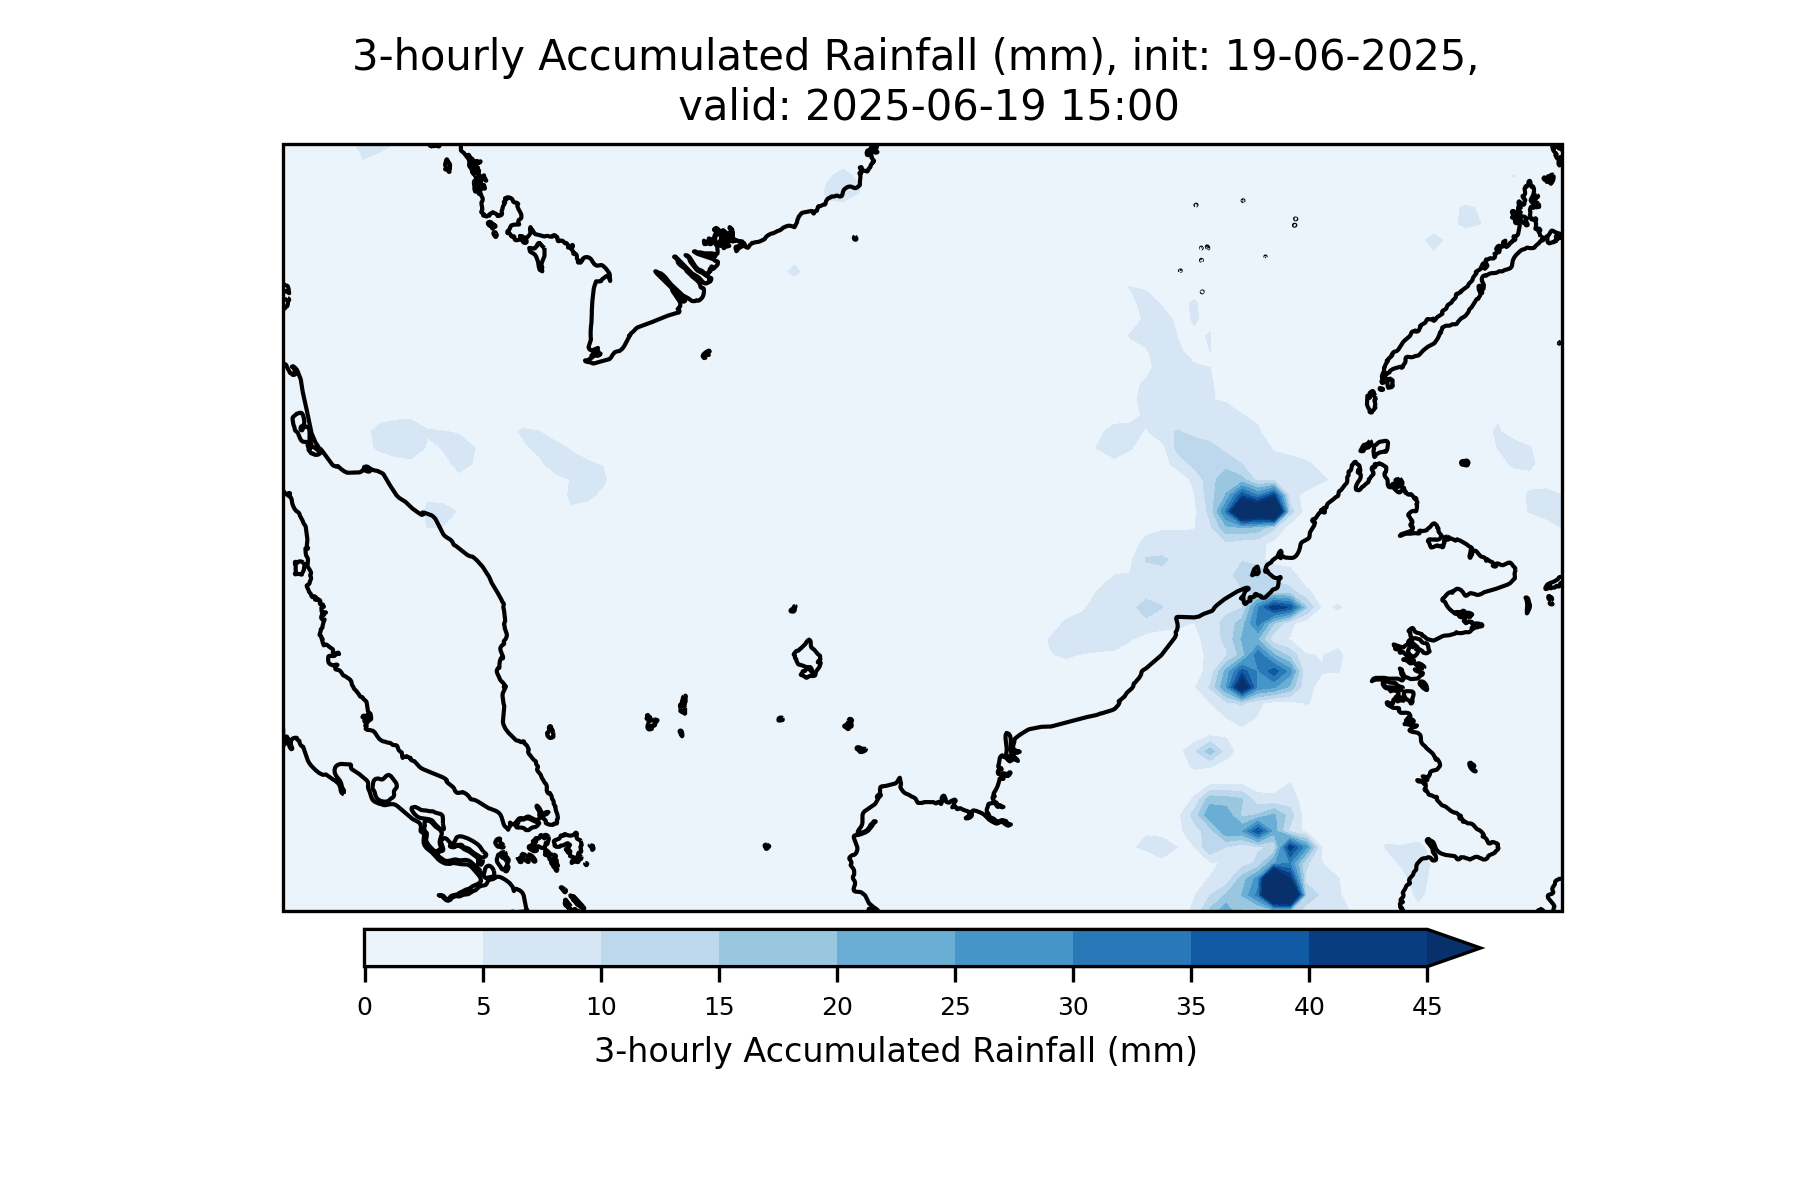 3-hourly Accumulated Rainfall (mm), init: 19-06-2025,
valid: 2025-06-19 15:00
0 5 10 15 20 25 30 35 40 45
3-hourly Accumulated Rainfall (mm)